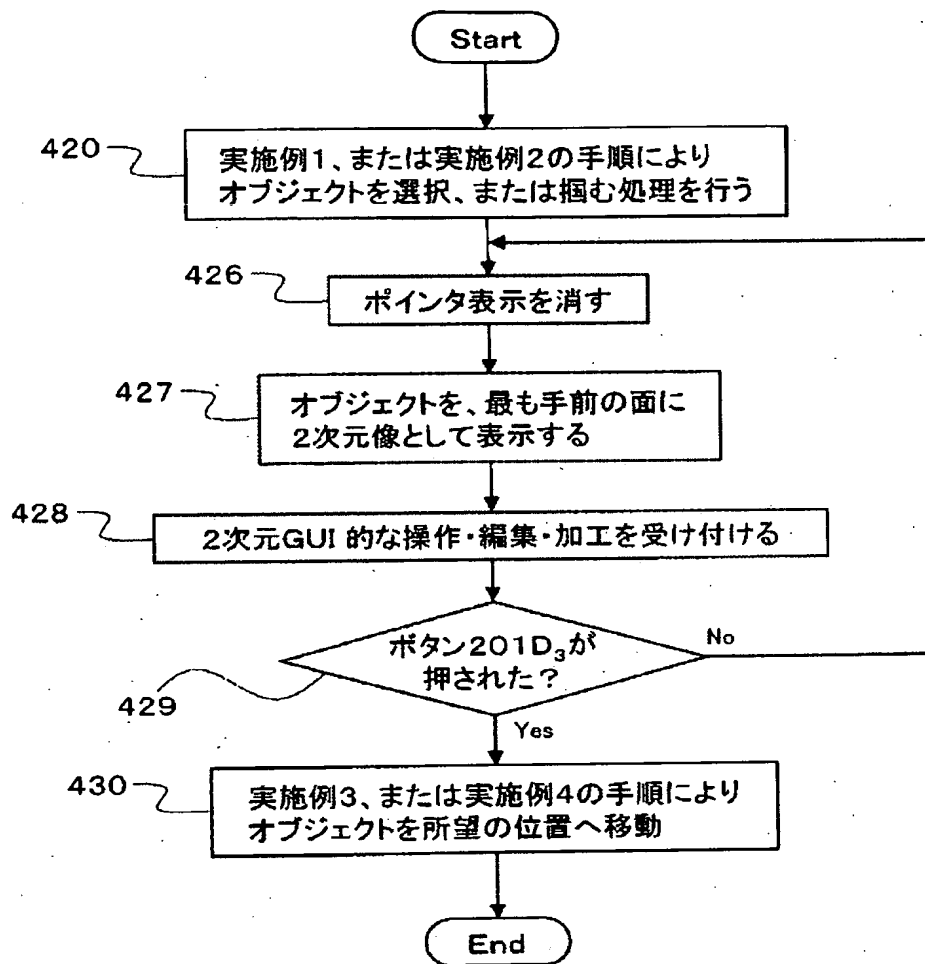 Start
420
実施例1、または実施例2の手順により
オブジェクトを選択、または掴む処理を行う
426
ポインタ表示を消す
427
オブジェクトを、最も手前の面に
2次元像として表示する
428
2次元GUI的な操作・編集・加工を受け付ける
ボタン201D₃が
押された?
No
429
Yes
430
実施例3、または実施例4の手順により
オブジェクトを所望の位置へ移動
End